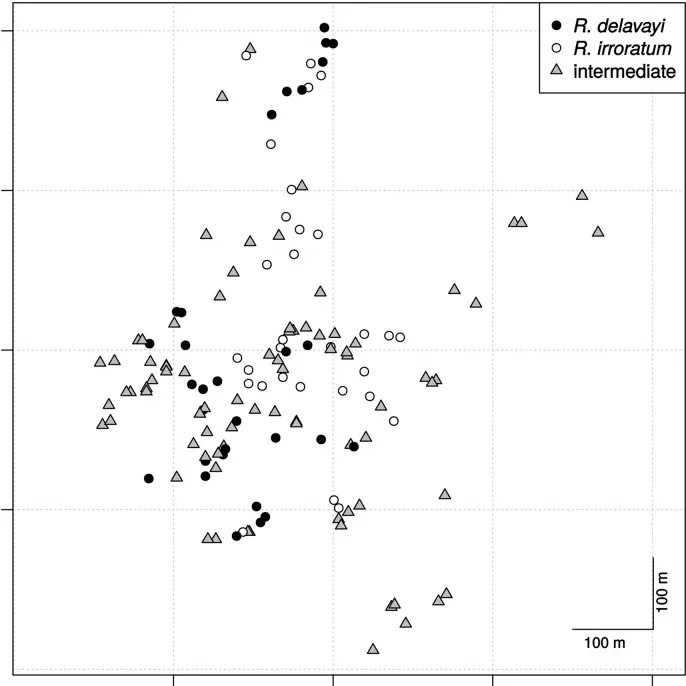 R. delavayi
R. irroratum
intermediate
100 m
100 m